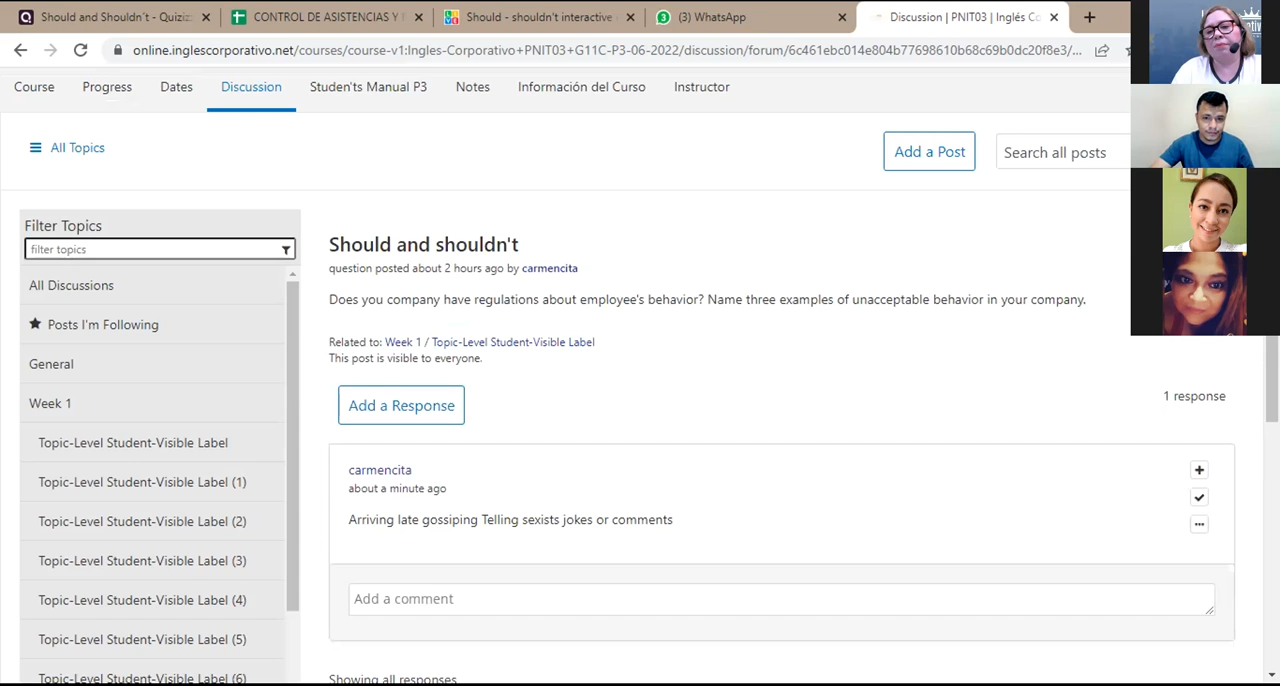 Should and Shouldn´t - Quiziz
CONTROL DE ASISTENCIAS Y
Should - shouldn't interactive
(3) WhatsApp
Discussion | PNIT03 | Inglés Co
online.inglescorporativo.net/courses/course-v1:Ingles-Corporativo+PNIT03+G11C-P3-06-2022/discussion/forum/6c461ebc014e804b77698610b68c69b0dc20f8e3/...
Course
Progress
Dates
Discussion
Studen'ts Manual P3
Notes
Información del Curso
Instructor
All Topics
Add a Post
Search all posts
Filter Topics
filter topics
All Discussions
Posts I'm Following
General
Week 1
Topic-Level Student-Visible Label
Topic-Level Student-Visible Label (1)
Topic-Level Student-Visible Label (2)
Topic-Level Student-Visible Label (3)
Topic-Level Student-Visible Label (4)
Topic-Level Student-Visible Label (5)
Topic-Level Student-Visible Label (6)
Should and shouldn't
question posted about 2 hours ago by carmencita
Does you company have regulations about employee's behavior? Name three examples of unacceptable behavior in your company.
Related to: Week 1 / Topic-Level Student-Visible Label
This post is visible to everyone.
Add a Response
1 response
carmencita
about a minute ago
Arriving late gossiping Telling sexists jokes or comments
Add a comment
Showing all responses